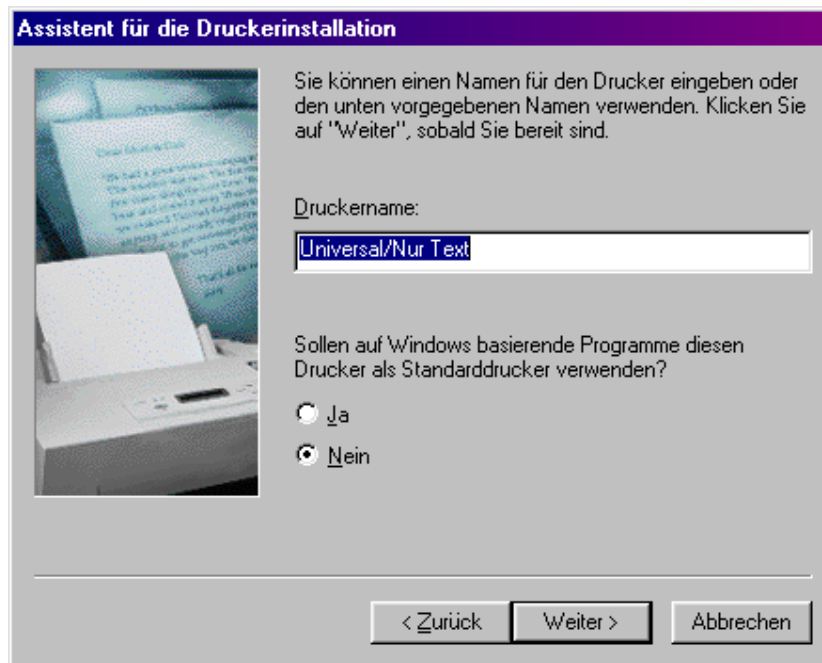 Assistent für die Druckerinstallation
Sie können einen Namen für den Drucker eingeben oder
den unten vorgegebenen Namen verwenden. Klicken Sie
auf "Weiter", sobald Sie bereit sind.
Druckername:
Universal/Nur Text
Sollen auf Windows basierende Programme diesen
Drucker als Standarddrucker verwenden?
Ja
Nein
< Zurück
Weiter >
Abbrechen